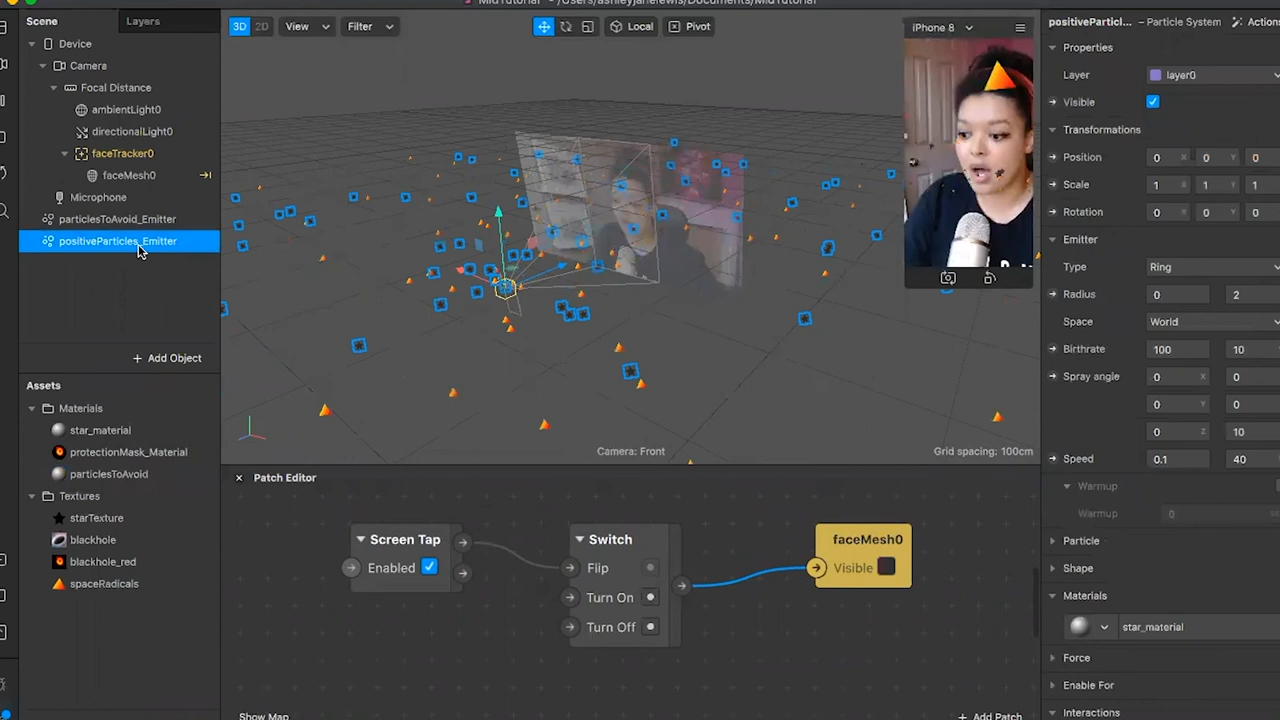 MidTutorial - /Users/ashleyjanelewis/Documents/MidTutorial
Scene
Layers
Device
Camera
Focal Distance
ambientLight0
directionalLight0
faceTracker0
faceMesh0
Microphone
particlesToAvoid_Emitter
positiveParticles_Emitter
+ Add Object
Assets
Materials
star_material
protectionMask_Material
particlesToAvoid
Textures
starTexture
blackhole
blackhole_red
spaceRadicals
3D 2D View Filter Local Pivot
iPhone 8
Camera: Front
Grid spacing: 100cm
Patch Editor
Screen Tap
Enabled
Switch
Flip
Turn On
Turn Off
faceMesh0
Visible
Show Map
+ Add Patch
positiveParticl... – Particle System Actions
Properties
Layer layer0
Visible
Transformations
Position 0 X 0 Y 0
Scale 1 X 1 Y 1
Rotation 0 X 0 Y 0
Emitter
Type Ring
Radius 0 2
Space World
Birthrate 100 10
Spray angle 0 X 0
0 Y 0
0 Z 10
Speed 0.1 40
Warmup
Warmup 0
Particle
Shape
Materials
star_material
Force
Enable For
Interactions